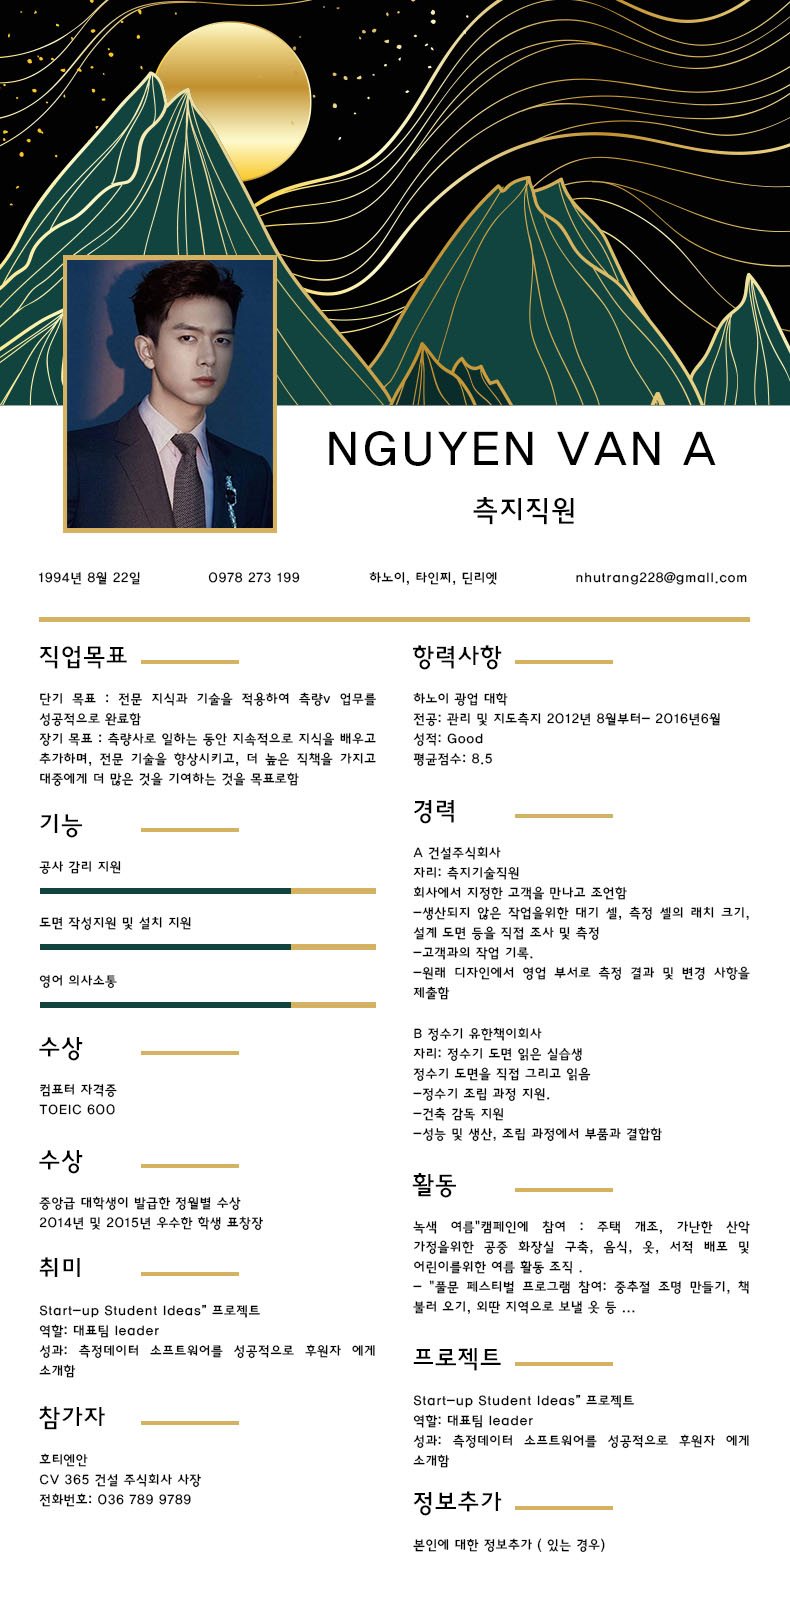 NGUYEN VAN A
측지직원
1994년 8월 22일
0978 273 199
하노이, 타인찌, 딘리엣
nhutrang228@gmall.com
직업목표
단기 목표 : 전문 지식과 기술을 적용하여 측량v 업무를
성공적으로 완료함
장기 목표 : 측량사로 일하는 동안 지속적으로 지식을 배우고
추가하며, 전문 기술을 향상시키고, 더 높은 직책을 가지고
대중에게 더 많은 것을 기여하는 것을 목표로함
기능
공사 감리 지원
도면 작성지원 및 설치 지원
영어 의사소통
수상
컴표터 자격증
TOEIC 600
수상
중앙급 대학생이 발급한 정월별 수상
2014년 및 2015년 우수한 학생 표창장
취미
Start-up Student Ideas" 프로젝트
역할: 대표팀 leader
성과: 측정데이터 소프트워어를 성공적으로 후원자 에게
소개함
참가자
호티엔안
CV 365 건설 주식회사 사장
전화번호: 036 789 9789
항력사항
하노이 광업 대학
전공: 관리 및 지도측지 2012년 8월부터- 2016년6월
성적: Good
평균점수: 8.5
경력
A 건설주식회사
자리: 측지기술직원
회사에서 지정한 고객을 만나고 조언함
-생산되지 않은 작업을위한 대기 셀, 측정 셀의 래치 크기,
설계 도면 등을 직접 조사 및 측정
-고객과의 작업 기록.
-원래 디자인에서 영업 부서로 측정 결과 및 변경 사항을
제출함
B 정수기 유한책이회사
자리: 정수기 도면 읽은 실습생
정수기 도면을 직접 그리고 읽음
-정수기 조립 과정 지원.
-건축 감독 지원
-성능 및 생산, 조립 과정에서 부품과 결합함
활동
녹색 여름"캠페인에 참여 : 주택 개조, 가난한 산악
가정을위한 공중 화장실 구축, 음식, 옷, 서적 배포 및
어린이를위한 여름 활동 조직 .
- "풀문 페스티벌 프로그램 참여: 중추절 조명 만들기, 책
불러 오기, 외딴 지역으로 보낼 옷 등 ...
프로젝트
Start-up Student Ideas" 프로젝트
역할: 대표팀 leader
성과: 측정데이터 소프트워어를 성공적으로 후원자 에게
소개함
정보추가
본인에 대한 정보추가 ( 있는 경우)